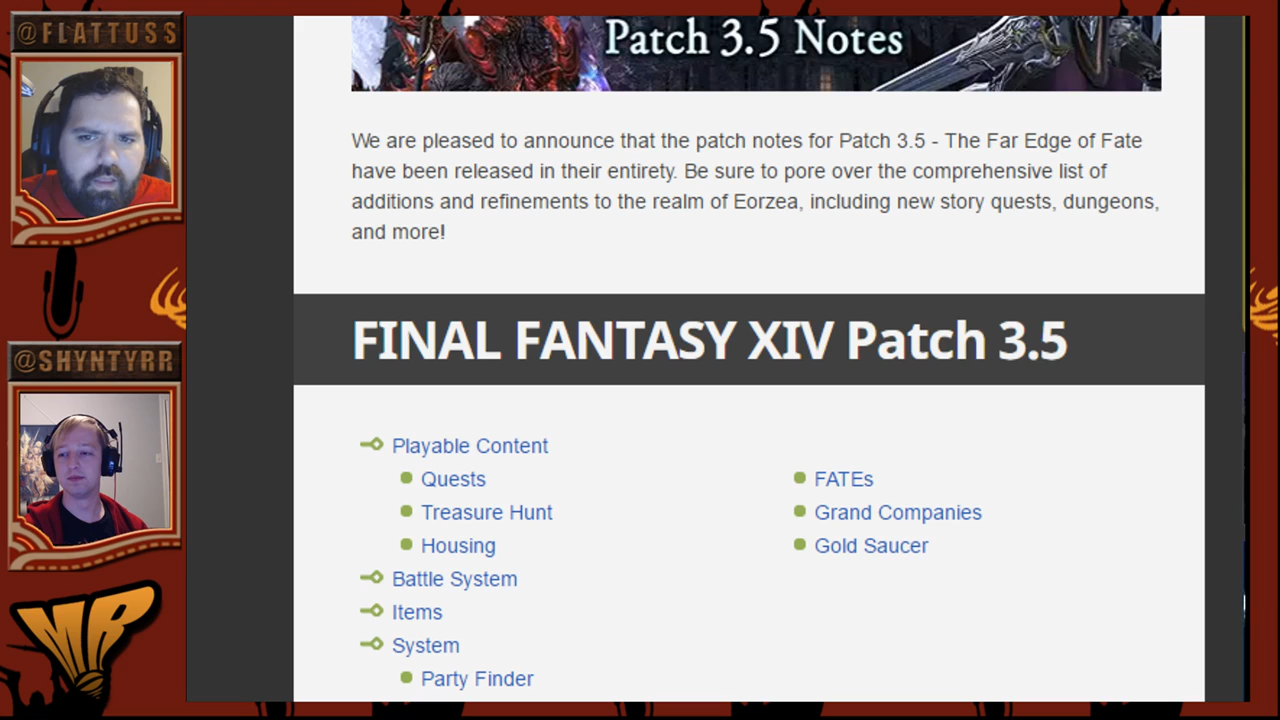 @FLATTUSS
@SHYNTYRR
MR
Patch 3.5 Notes
We are pleased to announce that the patch notes for Patch 3.5 - The Far Edge of Fate
have been released in their entirety. Be sure to pore over the comprehensive list of
additions and refinements to the realm of Eorzea, including new story quests, dungeons,
and more!
FINAL FANTASY XIV Patch 3.5
Playable Content
Quests
FATEs
Treasure Hunt
Grand Companies
Housing
Gold Saucer
Battle System
Items
System
Party Finder